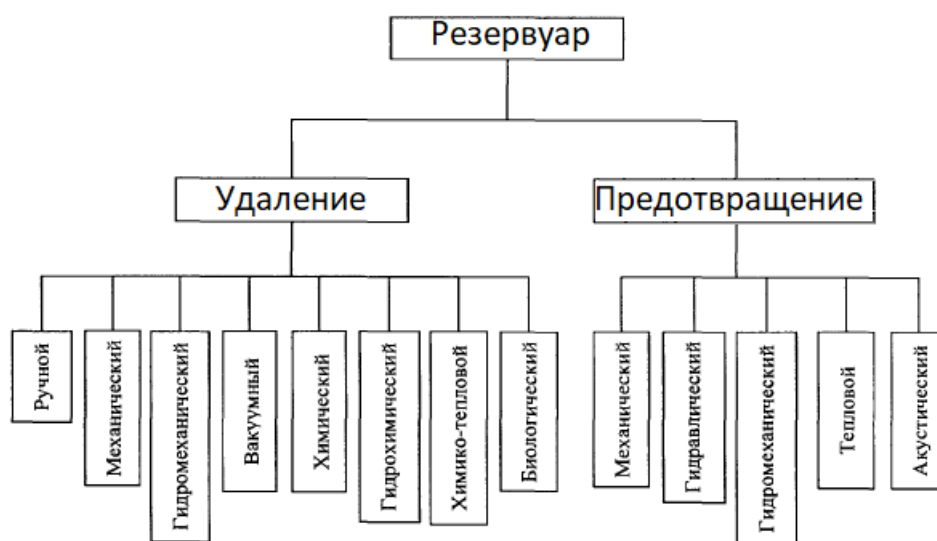 Резервуар
Удаление
Предотвращение
Ручной
Механический
Гидромеханический
Вакуумный
Химический
Гидрохимический
Химико-тепловой
Биологический
Механический
Гидравлический
Гидромеханический
Тепловой
Акустический